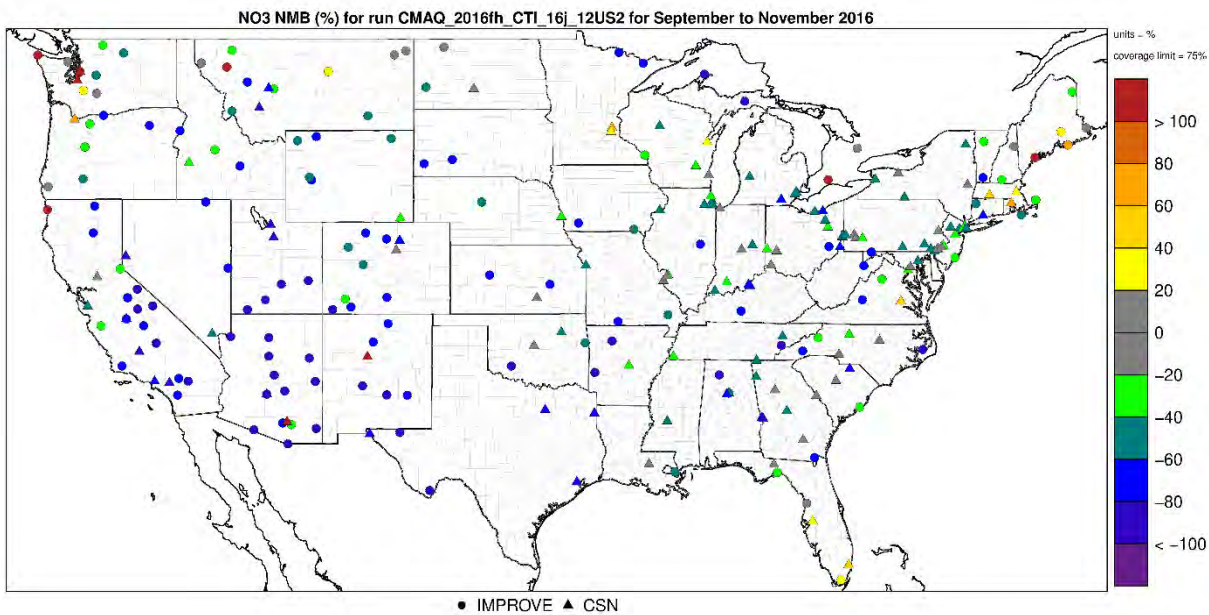 NO3 NMB (%) for run CMAQ_2016fh_CTI_16j_12US2 for September to November 2016
units = %
coverage limit = 75%
> 100
80
60
40
20
0
−20
−40
−60
−80
< −100
● IMPROVE ▲ CSN